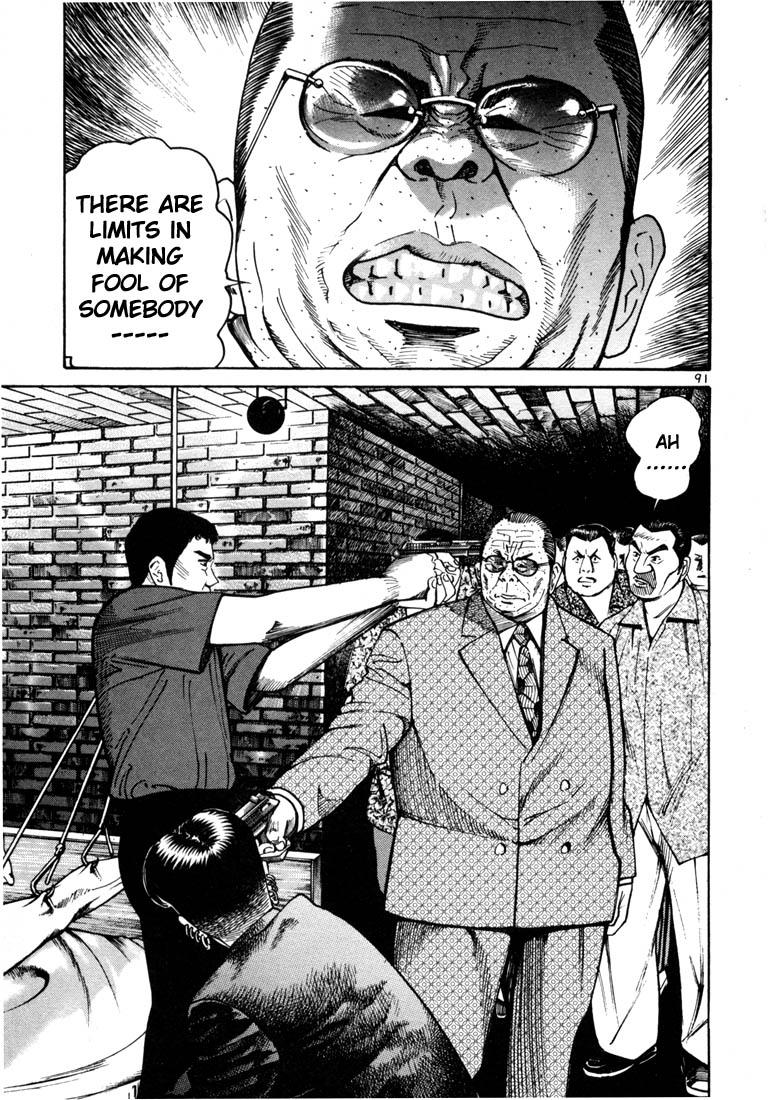 THERE ARE
LIMITS IN
MAKING
FOOL OF
SOMEBODY
-----
91
AH
......